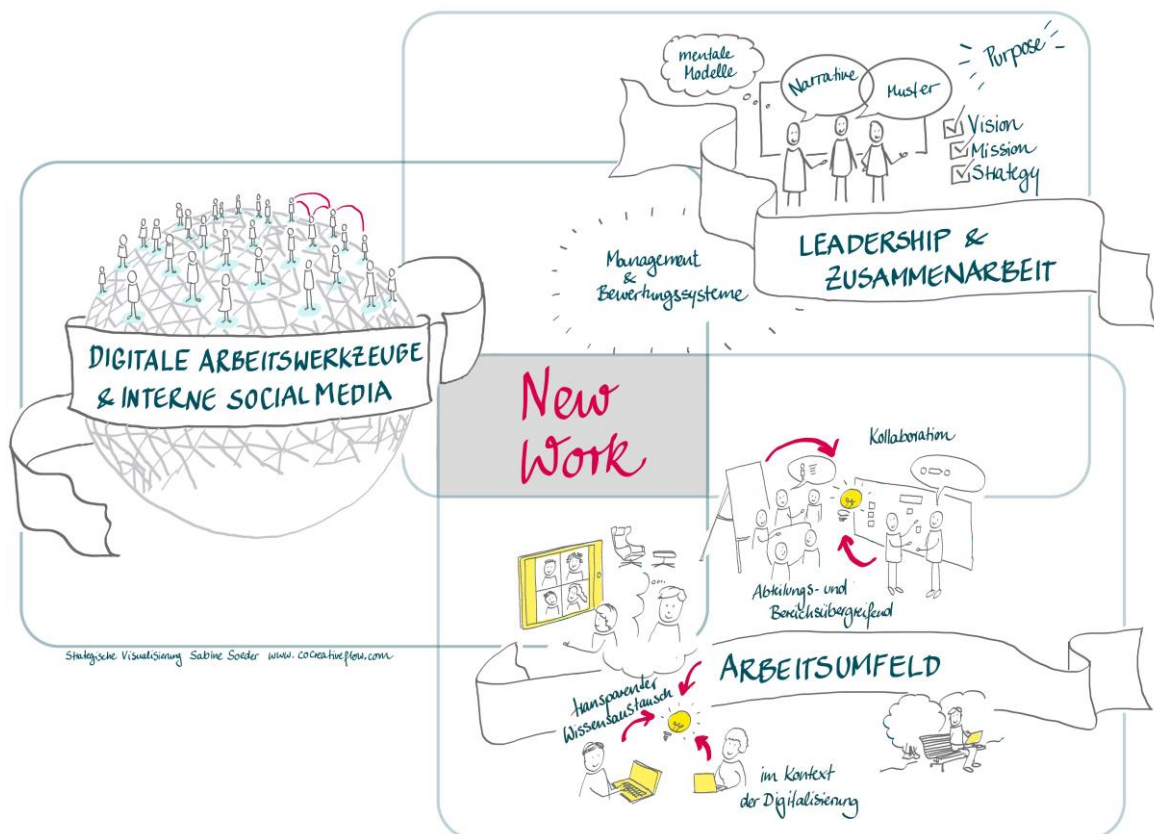 mentale
Modelle
Narrative
Muster
Purpose
Vision
Mission
Strategy
LEADERSHIP &
ZUSAMMENARBEIT
Management
&
Bewertungssysteme
DIGITALE ARBEITSWERKZEUGE
& INTERNE SOCIAL MEDIA
New
Work
Kollaboration
Abteilungs- und
Bereichsübergreifend
Strategische Visualisierung Sabine Soeder www.cocreativeflow.com
ARBEITSUMFELD
transparenter
Wissensaustausch
im Kontext
der Digitalisierung